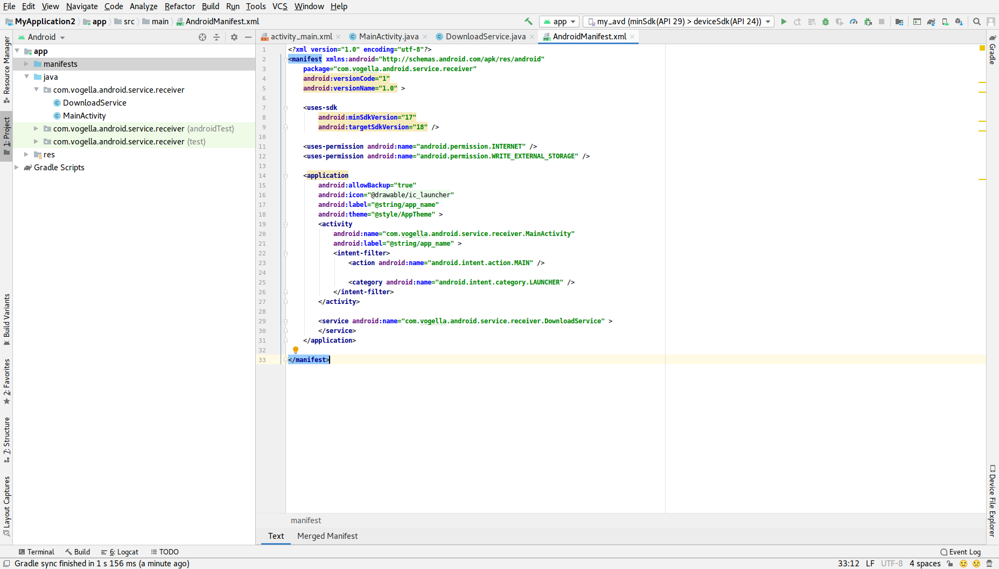 File Edit View Navigate Code Analyze Refactor Build Run Tools VCS Window Help
MyApplication2 app src main AndroidManifest.xml app my_avd (minSdk(API 29) > deviceSdk(API 24))
Android
activity_main.xml MainActivity.java DownloadService.java AndroidManifest.xml
app
manifests
java
com.vogella.android.service.receiver
DownloadService
MainActivity
com.vogella.android.service.receiver (androidTest)
com.vogella.android.service.receiver (test)
res
Gradle Scripts
Resource Manager
1: Project
Build Variants
2: Favorites
7: Structure
Layout Captures
1 <?xml version="1.0" encoding="utf-8"?>
2 <manifest xmlns:android="http://schemas.android.com/apk/res/android"
3 package="com.vogella.android.service.receiver"
4 android:versionCode="1"
5 android:versionName="1.0" >
6
7 <uses-sdk
8 android:minSdkVersion="17"
9 android:targetSdkVersion="18" />
10
11 <uses-permission android:name="android.permission.INTERNET" />
12 <uses-permission android:name="android.permission.WRITE_EXTERNAL_STORAGE" />
13
14 <application
15 android:allowBackup="true"
16 android:icon="@drawable/ic_launcher"
17 android:label="@string/app_name"
18 android:theme="@style/AppTheme" >
19 <activity
20 android:name="com.vogella.android.service.receiver.MainActivity"
21 android:label="@string/app_name" >
22 <intent-filter>
23 <action android:name="android.intent.action.MAIN" />
24
25 <category android:name="android.intent.category.LAUNCHER" />
26 </intent-filter>
27 </activity>
28
29 <service android:name="com.vogella.android.service.receiver.DownloadService" >
30 </service>
31 </application>
32
33 </manifest>
Gradle
Device File Explorer
manifest
Text Merged Manifest
Terminal Build 6: Logcat TODO Event Log
Gradle sync finished in 1 s 156 ms (a minute ago) 33:12 LF UTF-8 4 spaces